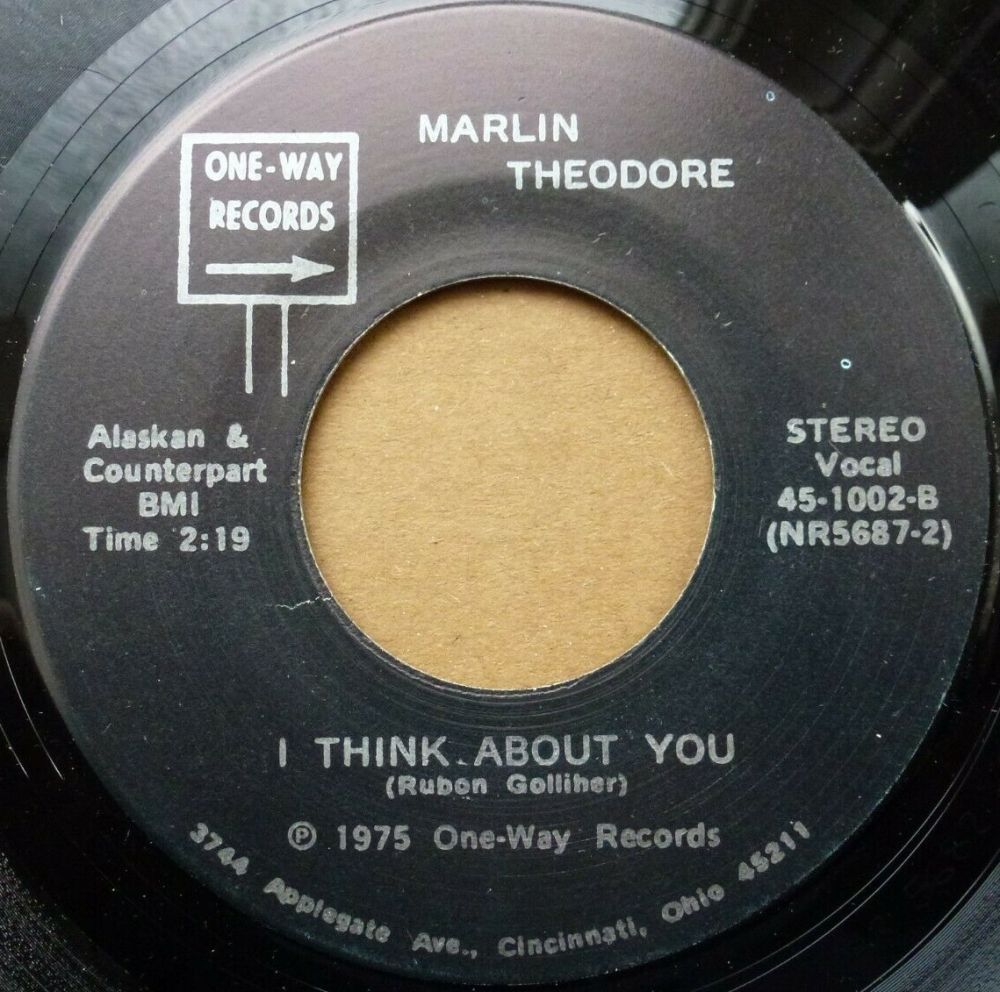 ONE-WAY
RECORDS
MARLIN
THEODORE
Alaskan &
Counterpart
BMI
Time 2:19
STEREO
Vocal
45-1002-B
(NR5687-2)
I THINK ABOUT YOU
(Rubon Golliher)
℗ 1975 One-Way Records
3744 Applegate Ave., Cincinnati, Ohio 45211